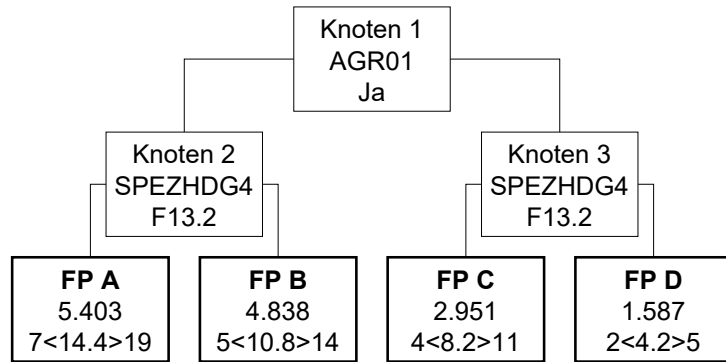 Knoten 1
AGR01
Ja
Knoten 2
SPEZHDG4
F13.2
Knoten 3
SPEZHDG4
F13.2
FP A
5.403
7<14.4>19
FP B
4.838
5<10.8>14
FP C
2.951
4<8.2>11
FP D
1.587
2<4.2>5